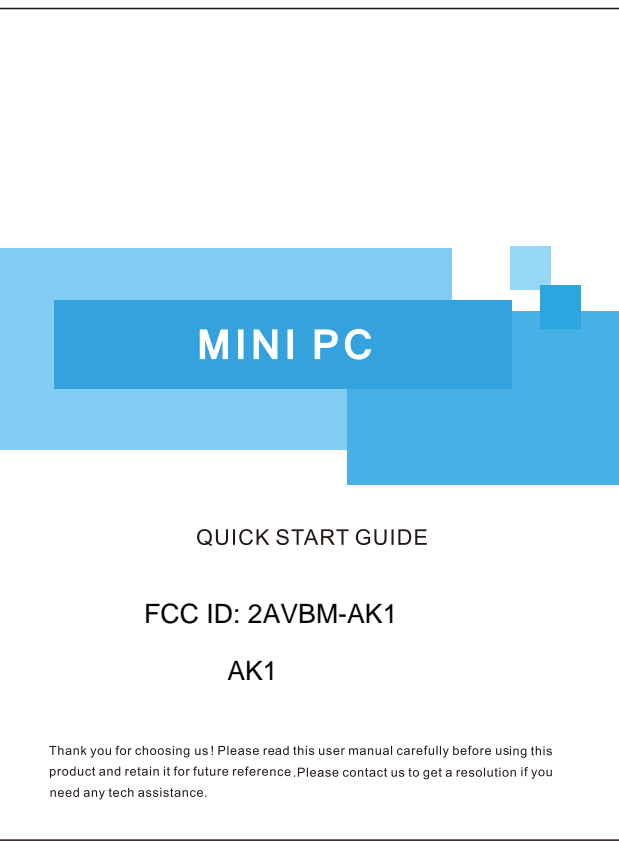 MINI PC
QUICK START GUIDE
FCC ID: 2AVBM-AK1
AK1
Thank you for choosing us! Please read this user manual carefully before using this
product and retain it for future reference.Please contact us to get a resolution if you
need any tech assistance.